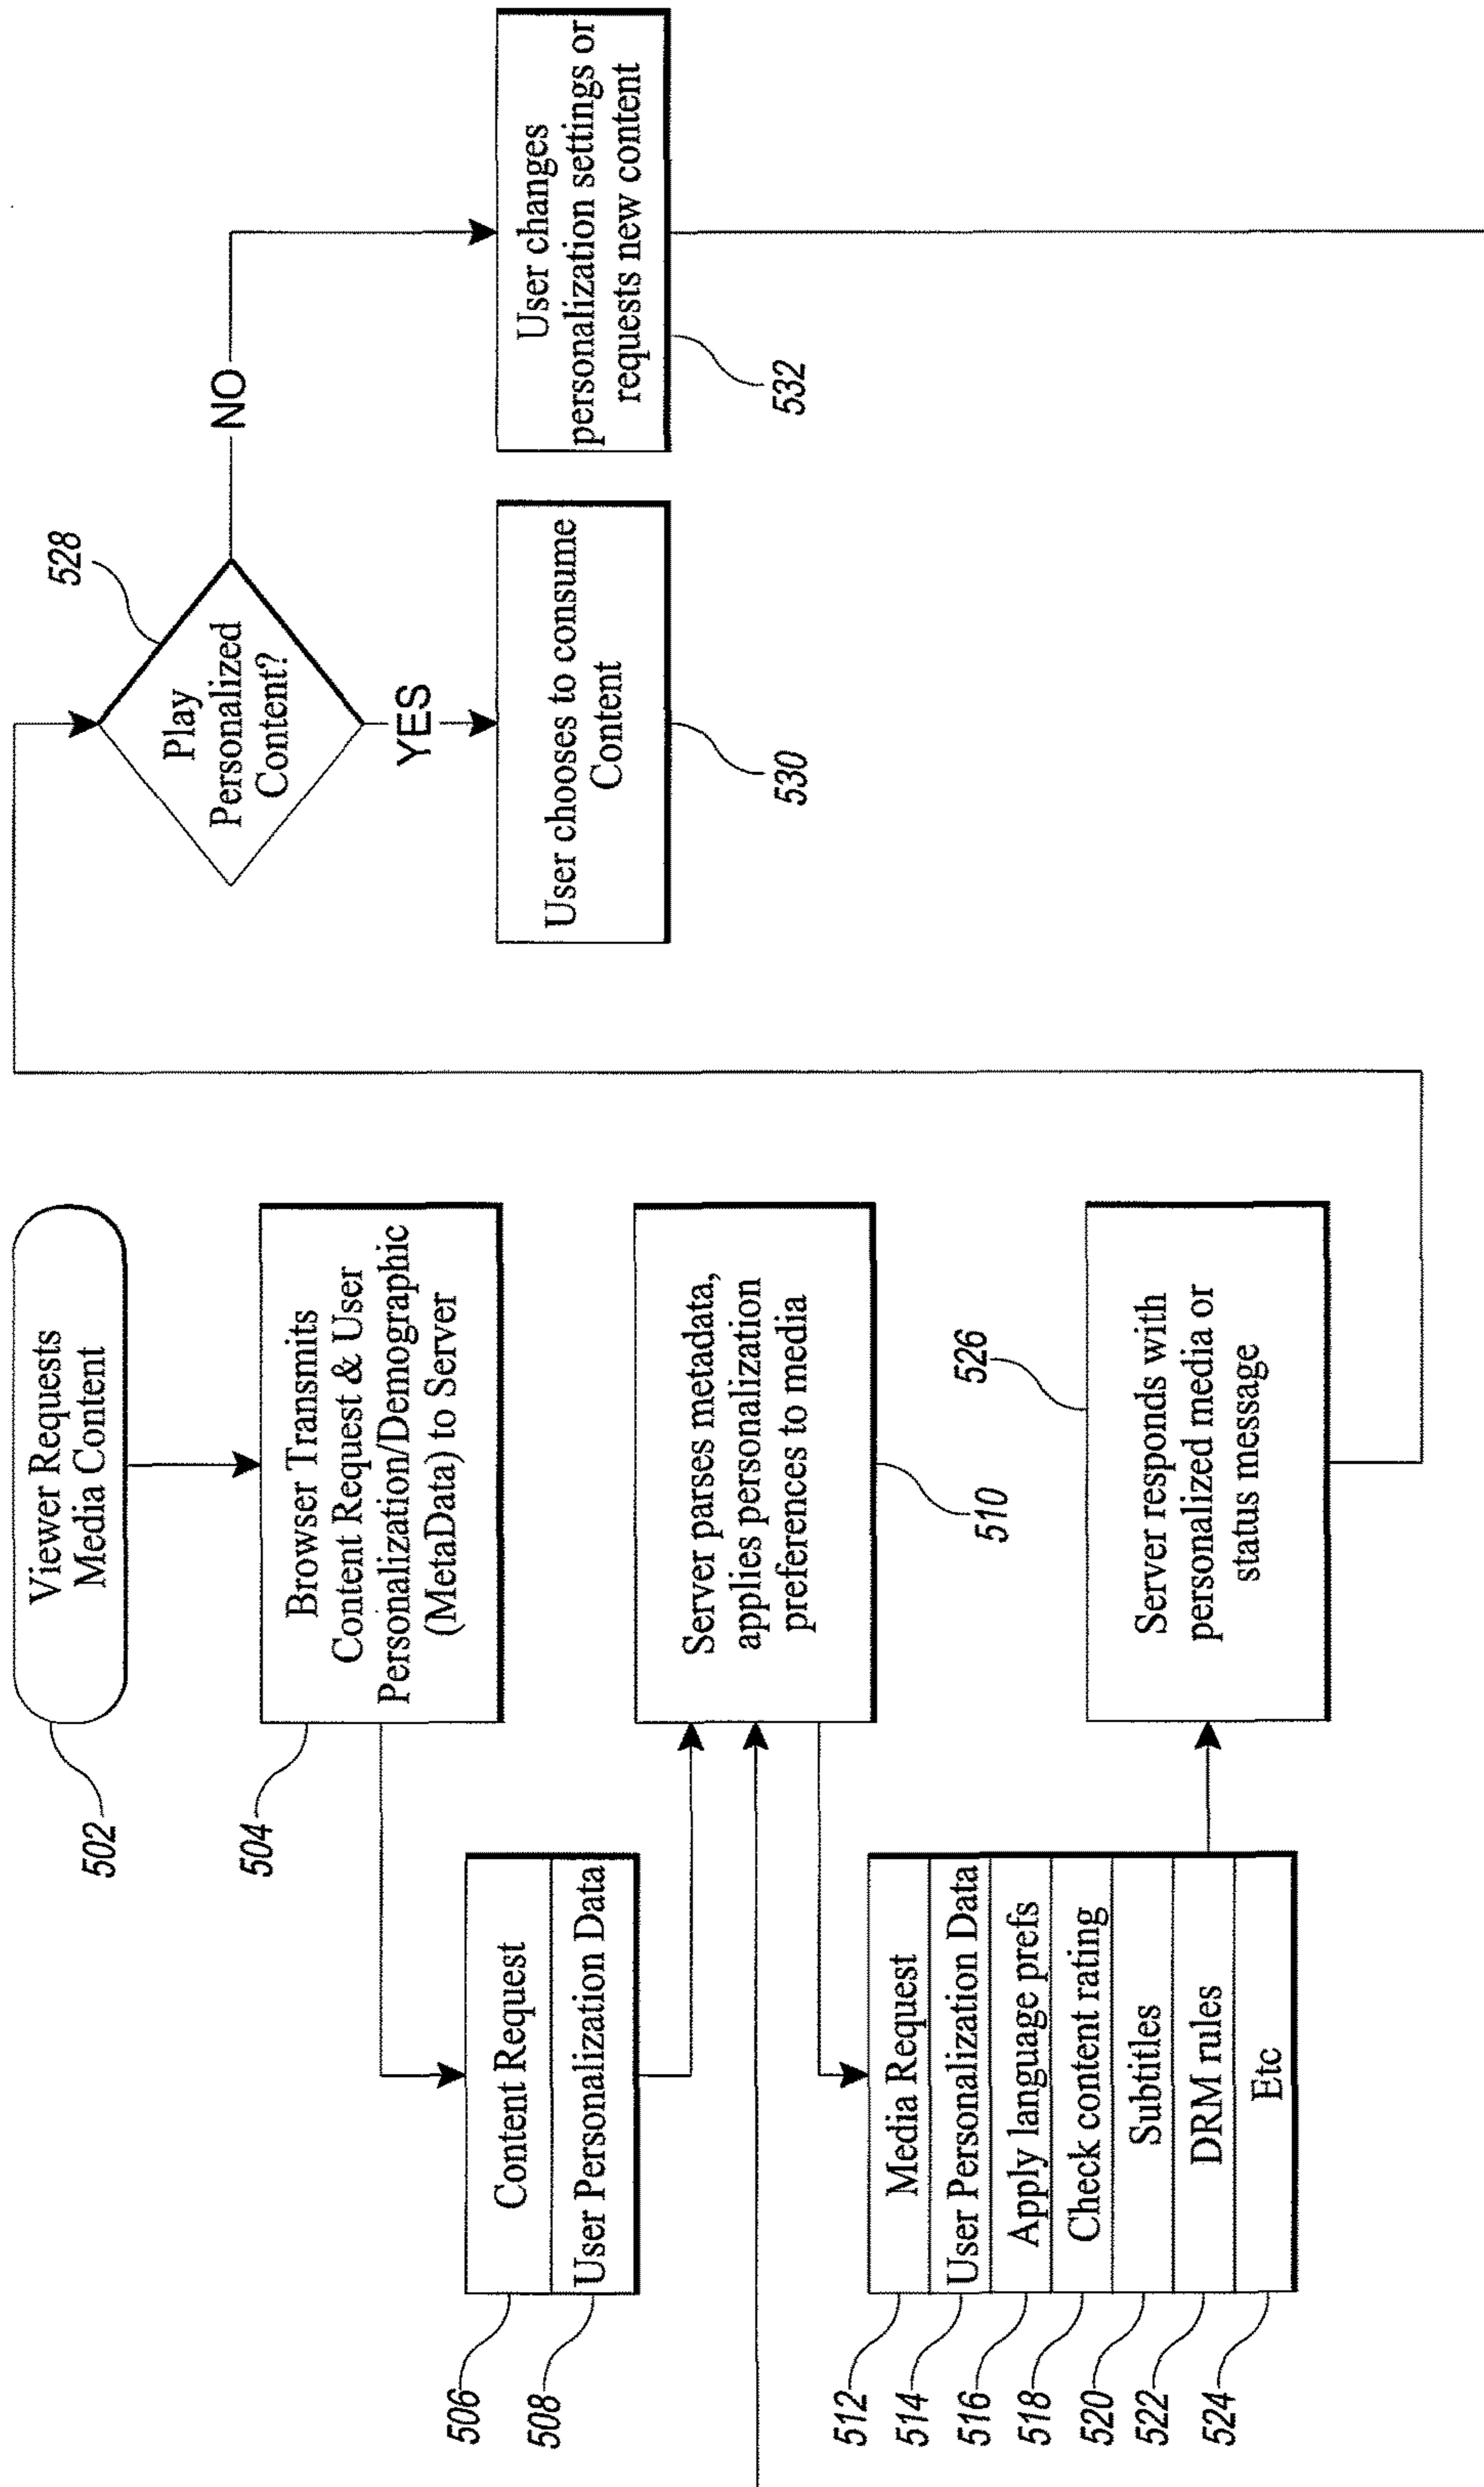 502
Viewer Requests
Media Content
504
Browser Transmits
Content Request & User
Personalization/Demographic
(MetaData) to Server
506
Content Request
508
User Personalization Data
Server parses metadata,
applies personalization
preferences to media
510
512
Media Request
514
User Personalization Data
516
Apply language prefs
518
Check content rating
520
Subtitles
522
DRM rules
524
Etc
526
Server responds with
personalized media or
status message
528
Play
Personalized
Content?
NO
YES
User chooses to consume
Content
530
User changes
personalization settings or
requests new content
532